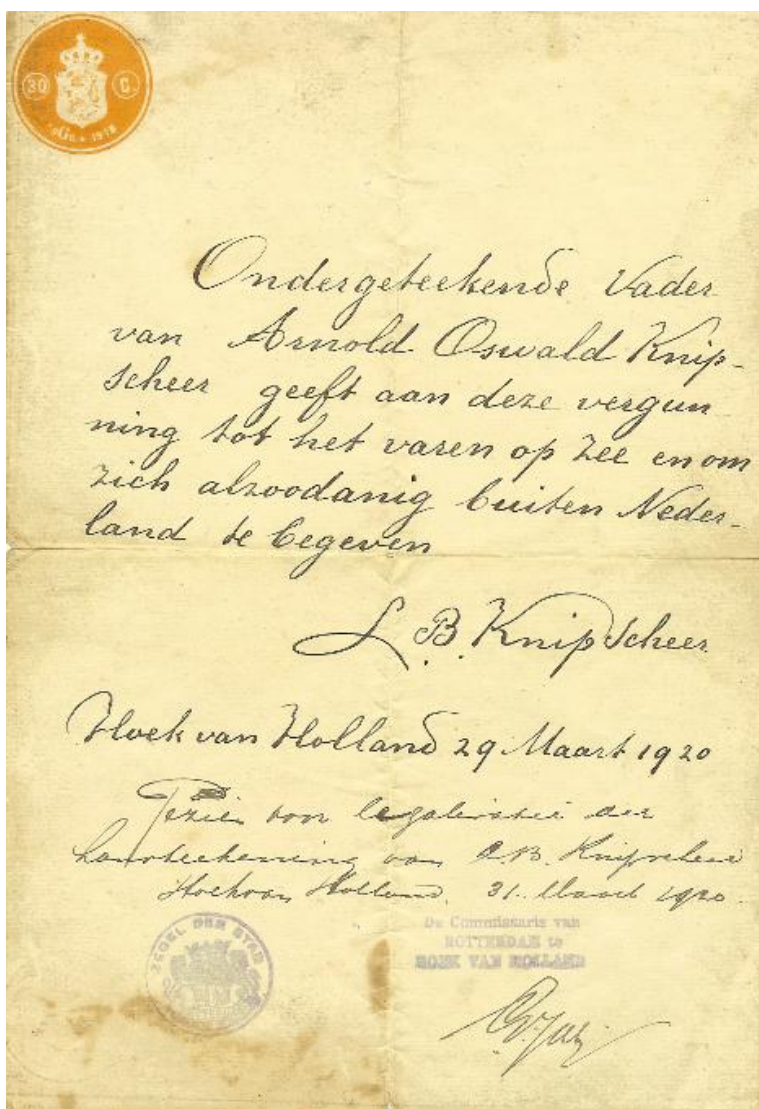 30 C.
Ondergeteekende Vader
van Arnold Oswald Knip-
scheer geeft aan deze vergun
ning tot het varen op Zee en om
zich alzoodanig buiten Neder-
land te begeven
B. Knipscheer
Hoek van Holland 29 Maart 1920
Gezien voor legalisatie der
handteekening van B. Knipscheer
Hoek van Holland. 31. Maart 1920.
De Commissaris van
ROTTERDAM te
HOEK VAN HOLLAND
ZEGEL DER STAD